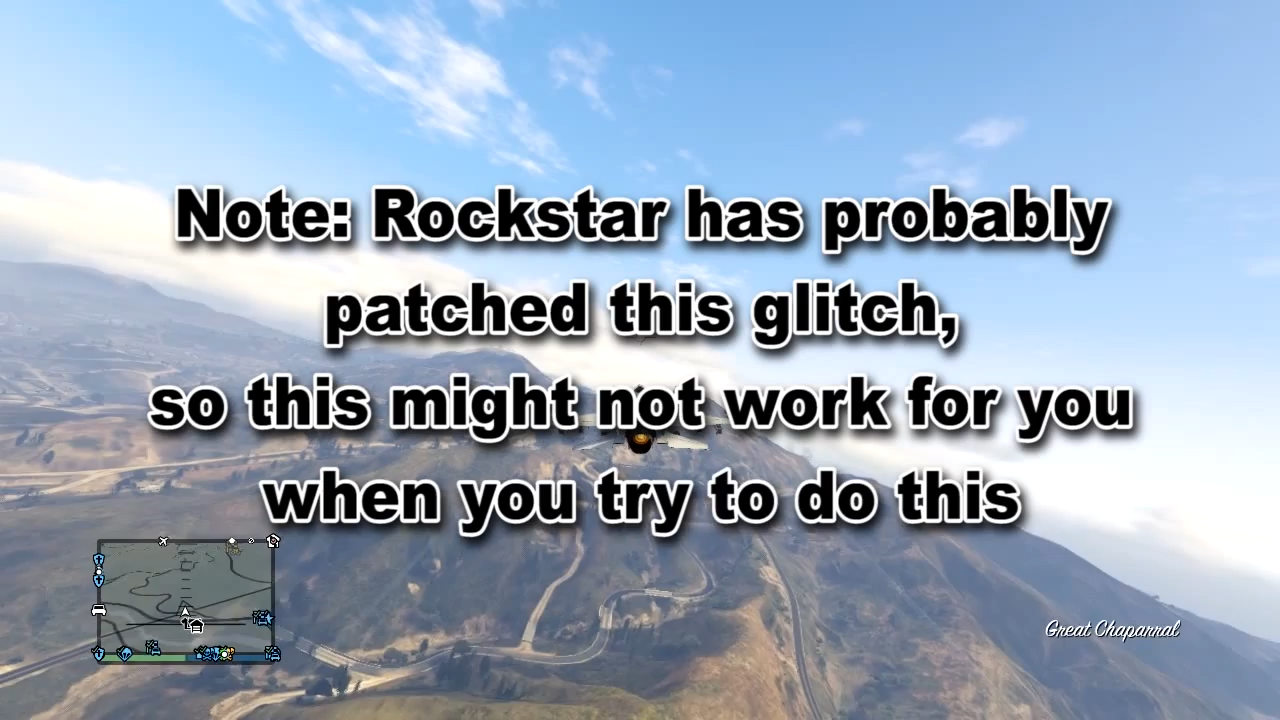 Note: Rockstar has probably
patched this glitch,
so this might not work for you
when you try to do this
Great Chaparral